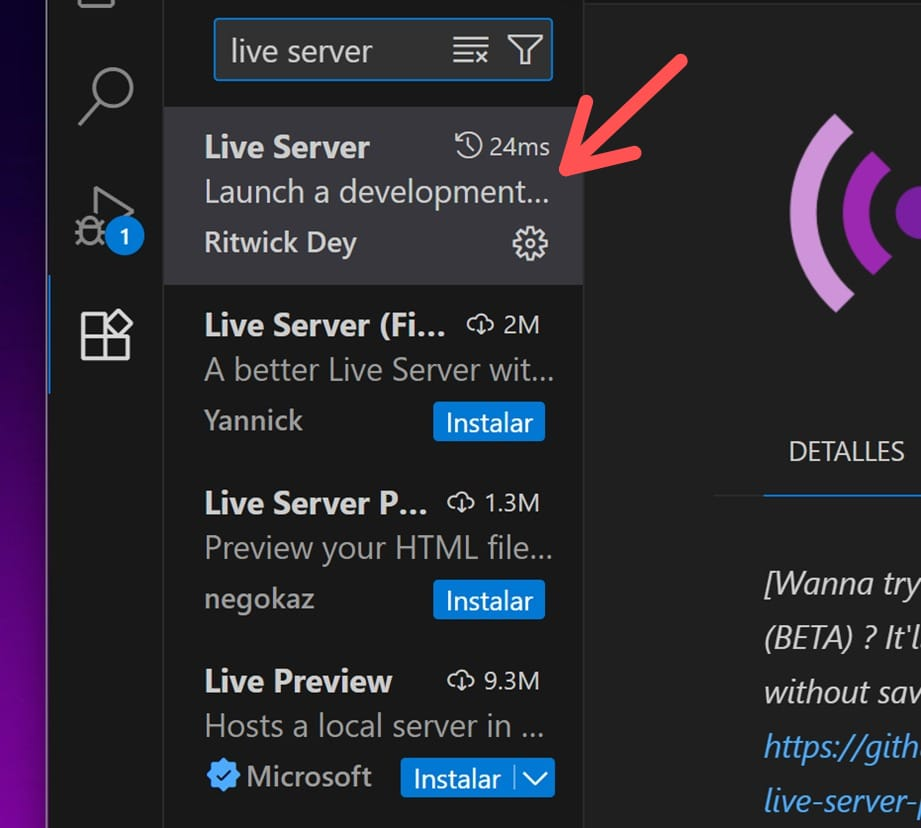 live server
Live Server 24ms
Launch a development...
Ritwick Dey
1
Live Server (Fi... 2M
A better Live Server wit...
Yannick Instalar
Live Server P... 1.3M
Preview your HTML file...
negokaz Instalar
Live Preview 9.3M
Hosts a local server in ...
Microsoft Instalar
DETALLES
[Wanna try
(BETA) ? It'l
without sav
https://gith
live-server-p